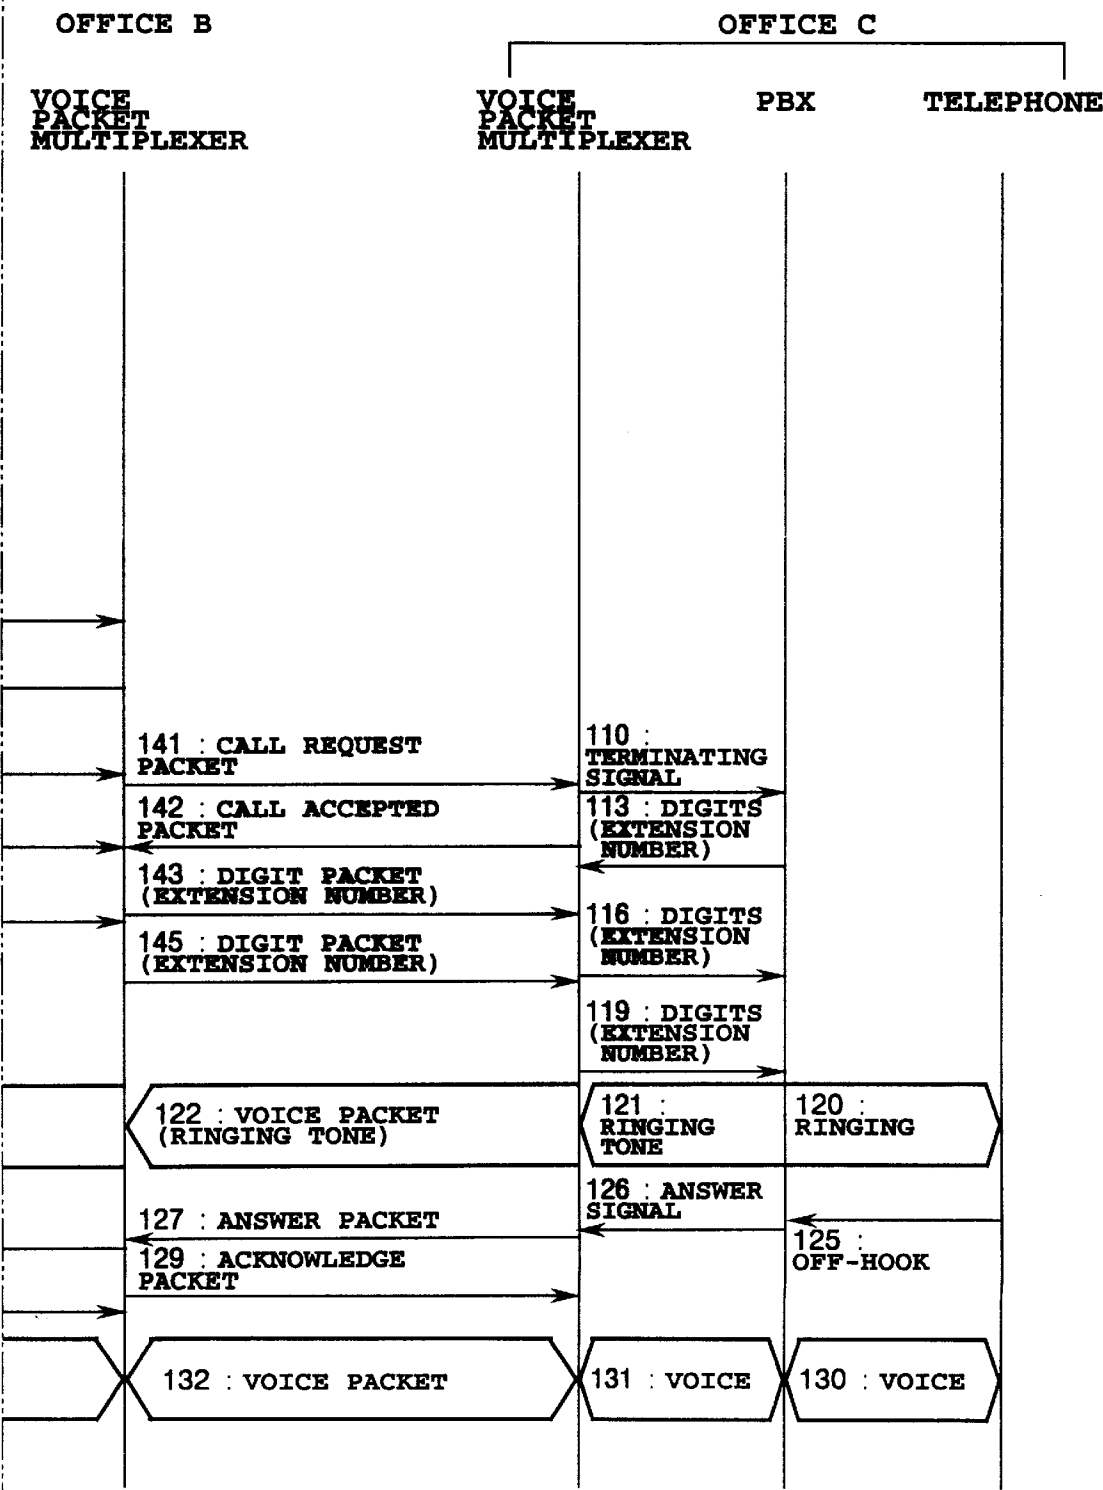 OFFICE B
OFFICE C
VOICE
PACKET
MULTIPLEXER
VOICE
PACKET
MULTIPLEXER
PBX
TELEPHONE
141 : CALL REQUEST
PACKET
110 :
TERMINATING
SIGNAL
142 : CALL ACCEPTED
PACKET
113 : DIGITS
(EXTENSION
NUMBER)
143 : DIGIT PACKET
(EXTENSION NUMBER)
116 : DIGITS
(EXTENSION
NUMBER)
145 : DIGIT PACKET
(EXTENSION NUMBER)
119 : DIGITS
(EXTENSION
NUMBER)
122 : VOICE PACKET
(RINGING TONE)
121 :
RINGING
TONE
120 :
RINGING
126 : ANSWER
SIGNAL
127 : ANSWER PACKET
125 :
OFF-HOOK
129 : ACKNOWLEDGE
PACKET
132 : VOICE PACKET
131 : VOICE
130 : VOICE